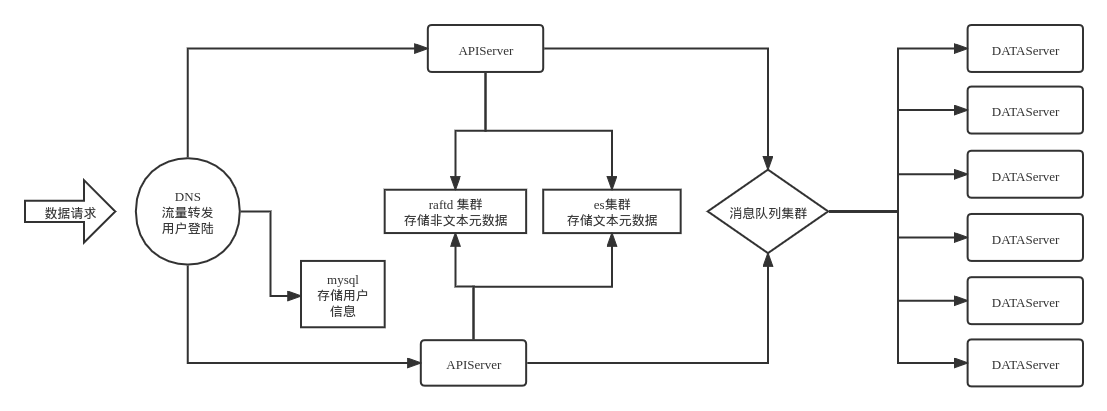 数据请求
DNS
流量转发
用户登陆
mysql
存储用户
信息
APIServer
raftd 集群
存储非文本元数据
es集群
存储文本元数据
APIServer
消息队列集群
DATAServer
DATAServer
DATAServer
DATAServer
DATAServer
DATAServer